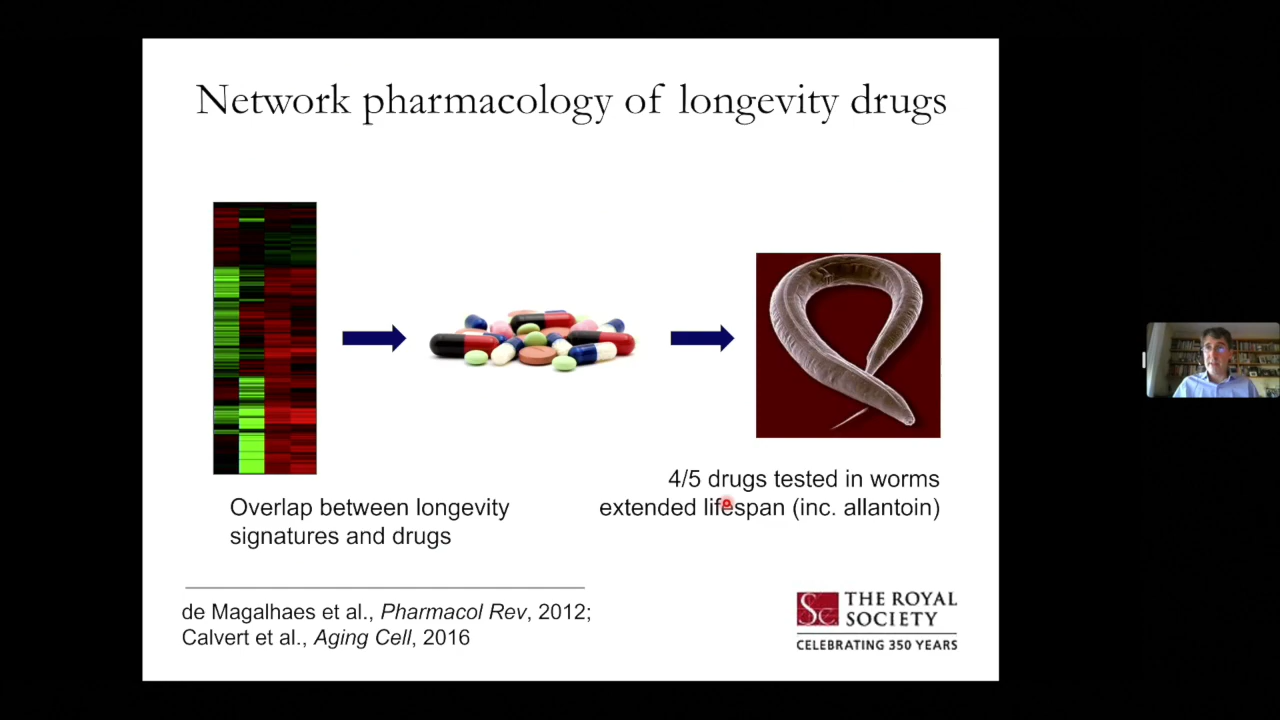 Network pharmacology of longevity drugs
4/5 drugs tested in worms
extended lifespan (inc. allantoin)
Overlap between longevity
signatures and drugs
de Magalhaes et al., Pharmacol Rev, 2012;
Calvert et al., Aging Cell, 2016
Sc
THE ROYAL
SOCIETY
CELEBRATING 350 YEARS